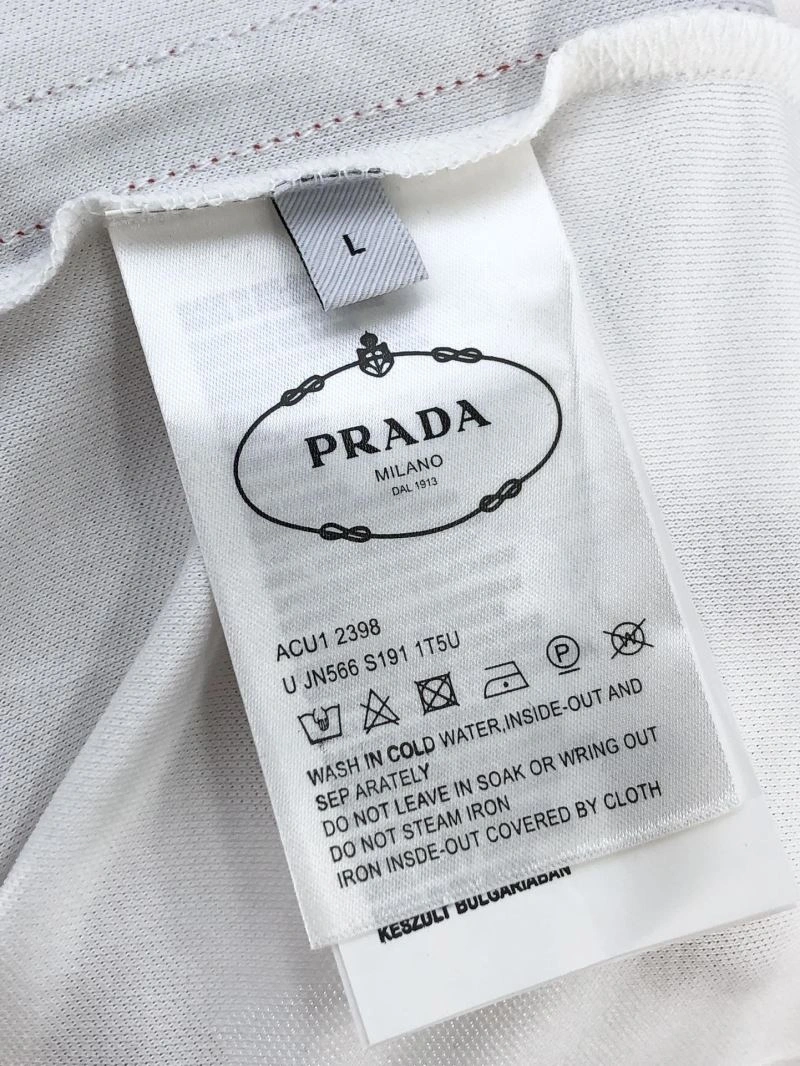 L
PRADA
MILANO
DAL 1913
ACU1 2398
U JN566 S191 1T5U
P
W
WASH IN COLD WATER,INSIDE-OUT AND
SEP ARATELY
DO NOT LEAVE IN SOAK OR WRING OUT
DO NOT STEAM IRON
IRON INSDE-OUT COVERED BY CLOTH
KESZULT BULGARIABAN